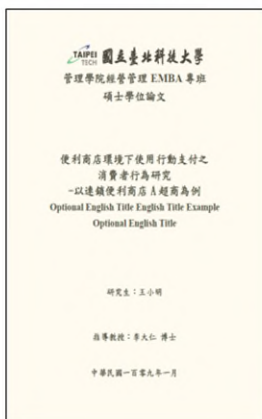 TAIPEI
TECH
國立臺北科技大學
管理學院經營管理 EMBA 專班
碩士學位論文
便利商店環境下使用行動支付之
消費者行為研究
-以連鎖便利商店 A 超商為例
Optional English Title English Title Example
Optional English Title
研究生：王小明
指導教授：李大仁 博士
中華民國一百零九年一月